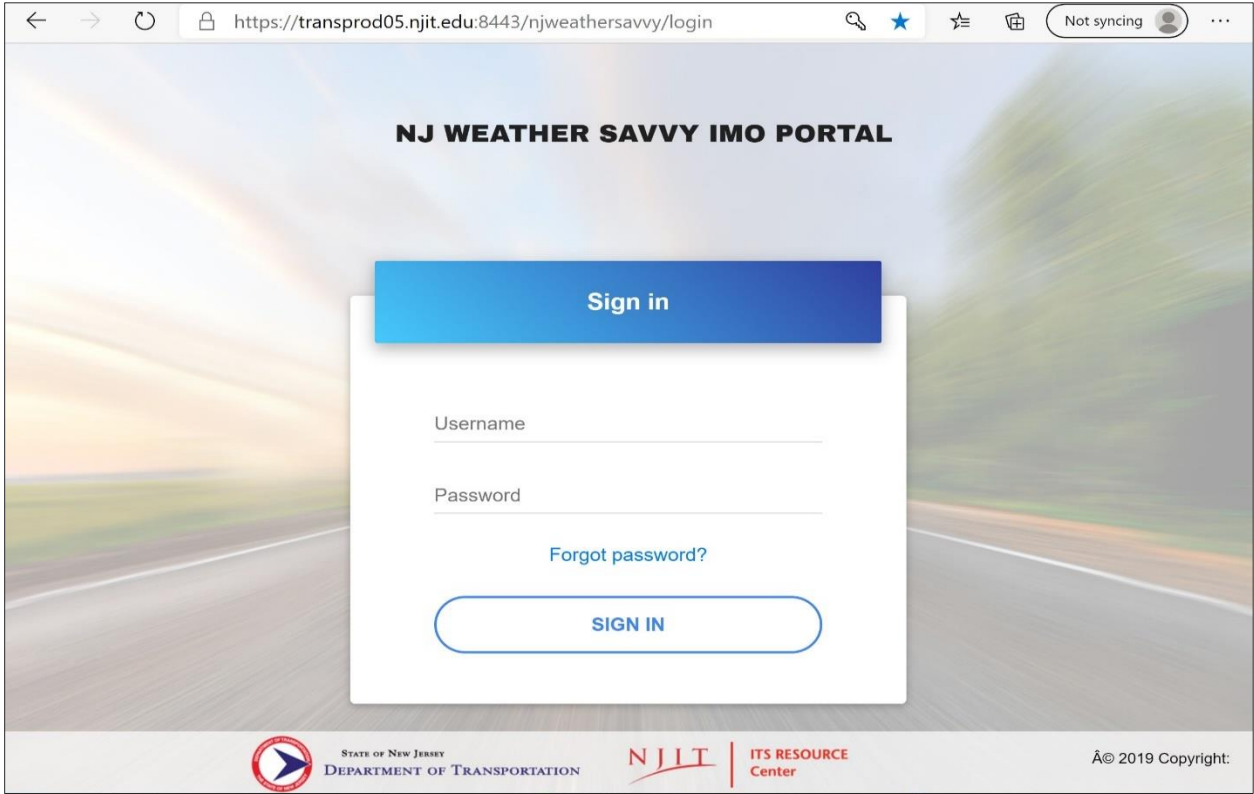 https://transprod05.njit.edu:8443/njweathersavvy/login
Not syncing
NJ WEATHER SAVVY IMO PORTAL
Sign in
Username
Password
Forgot password?
SIGN IN
STATE OF NEW JERSEY
DEPARTMENT OF TRANSPORTATION
NJIT
ITS RESOURCE
Center
Â© 2019 Copyright: